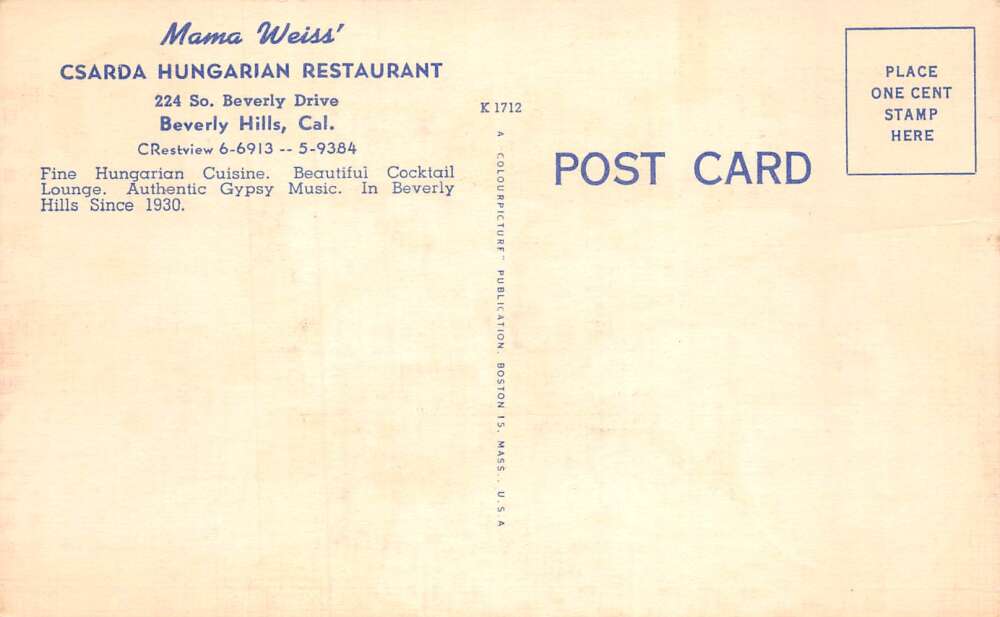 Mama Weiss'
CSARDA HUNGARIAN RESTAURANT
224 So. Beverly Drive
Beverly Hills, Cal.
CRestview 6-6913 -- 5-9384
Fine Hungarian Cuisine. Beautiful Cocktail
Lounge. Authentic Gypsy Music. In Beverly
Hills Since 1930.
K 1712
A COLOURPICTURE" PUBLICATION. BOSTON 15, MASS., U.S.A
POST CARD
PLACE
ONE CENT
STAMP
HERE